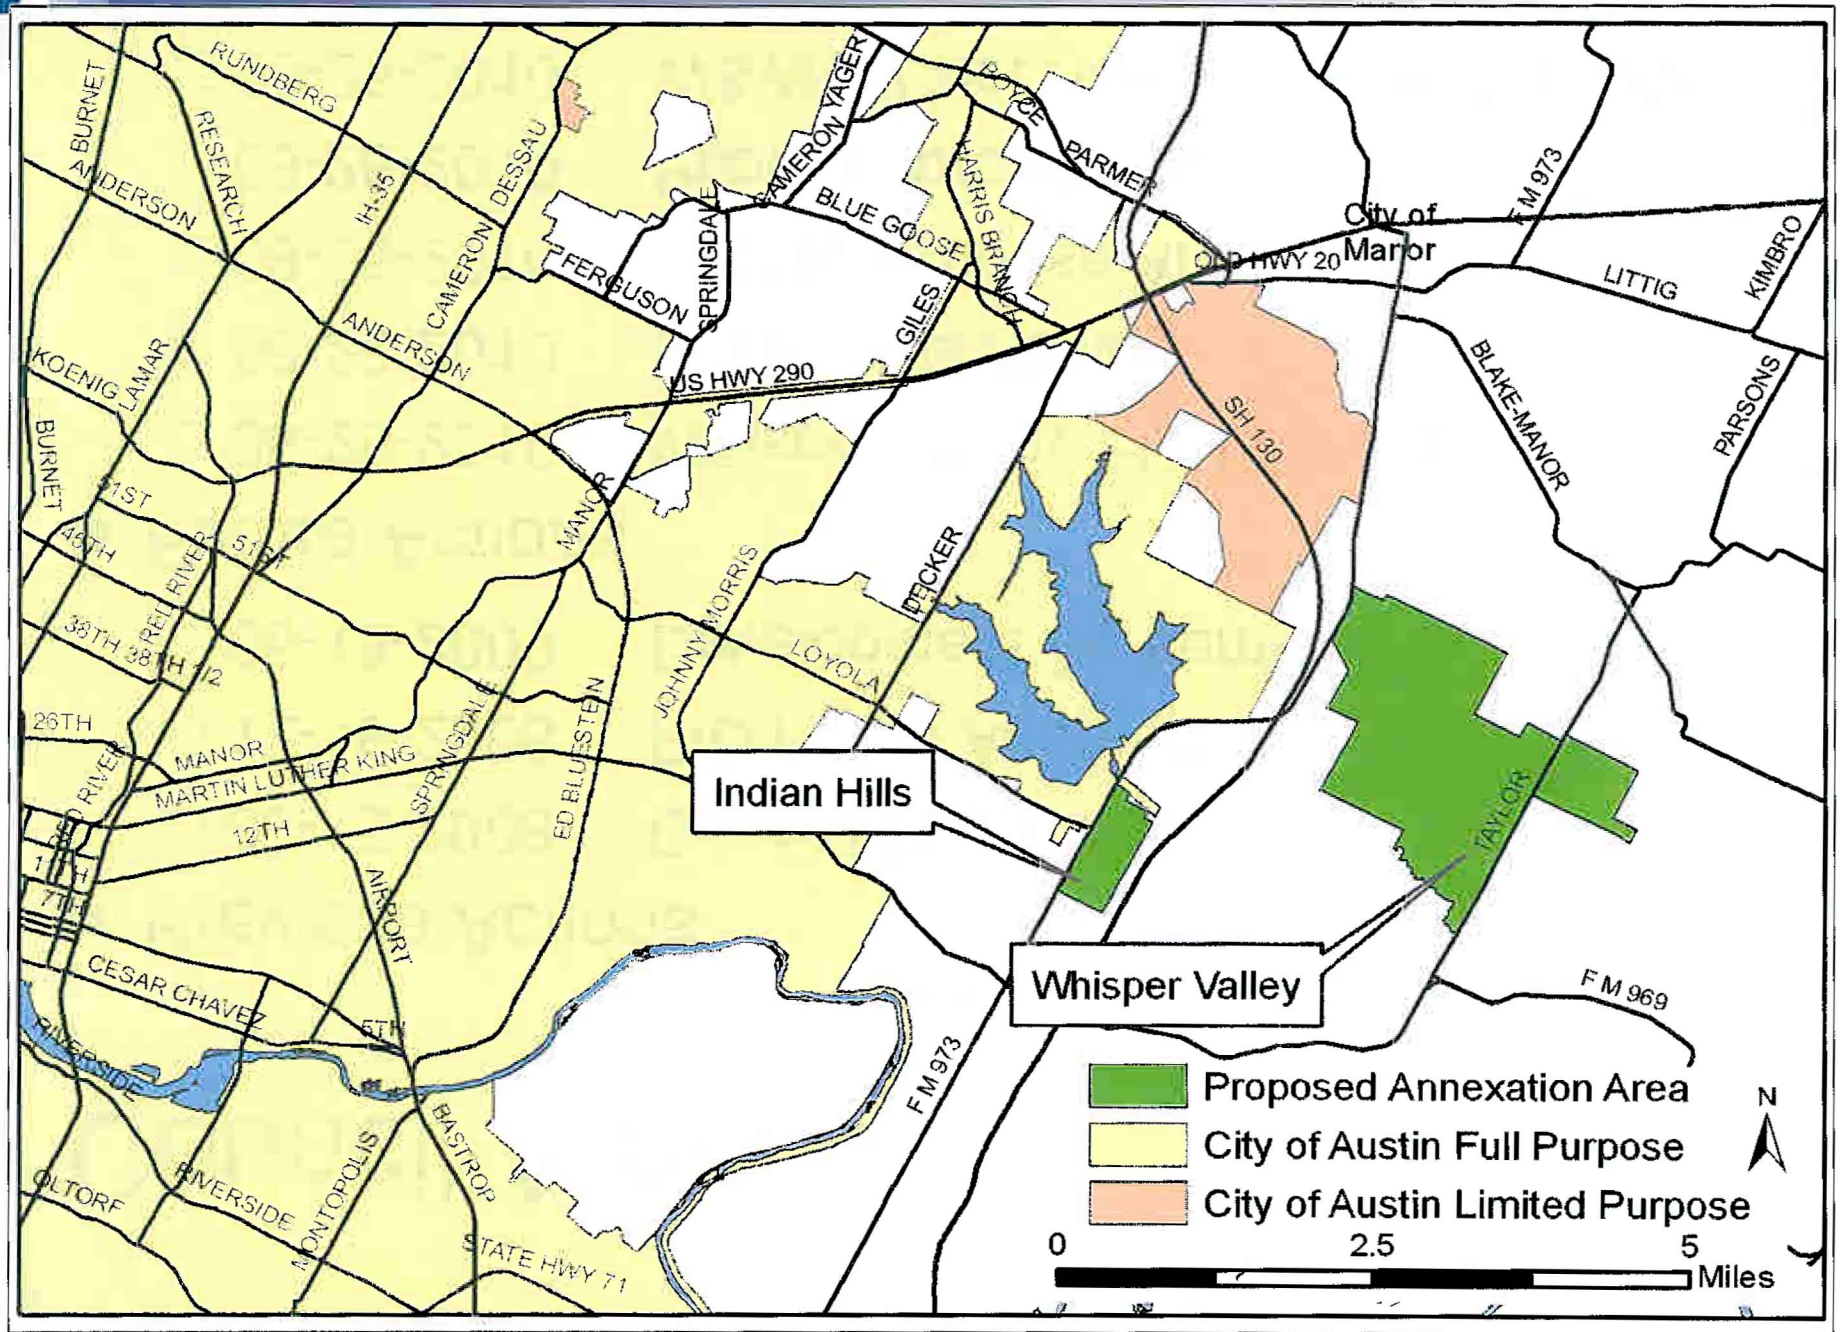 RUNDBERG
BURNET
RESEARCH
ANDERSON
IH-35
DESSAU
CAMERON
YAGER
CAMERON
BOYCE
PARMER
HARRIS BRANCH
BLUE GOOSE
SPRINGDALE
FERGUSON
GILES
F M 973
City of
Manor
OLD HWY 20
LITTIG
KIMBRO
CAMERON
ANDERSON
KOENIG
LAMAR
BURNET
US HWY 290
SH 130
BLAKE-MANOR
PARSONS
51ST
45TH
RED RIVER
51ST
MANOR
JOHNNY MORRIS
DECKER
LOYOLA
38TH
38TH 1/2
26TH
MANOR
MARTIN LUTHER KING
SPRINGDALE
ED BLUESTEIN
RED RIVER
12TH
11TH
7TH
AIRPORT
Indian Hills
TAYLOR
Whisper Valley
F M 969
CESAR CHAVEZ
5TH
RIVERSIDE
F M 973
BASTROP
MONTOPOLIS
RIVERSIDE
OLTORF
STATE HWY 71
Proposed Annexation Area
City of Austin Full Purpose
City of Austin Limited Purpose
N
0 2.5 5
Miles